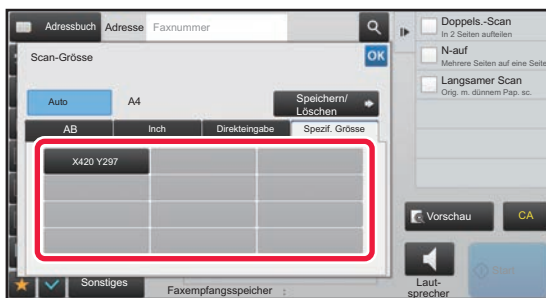 Adressbuch Adresse Faxnummer
Scan-Grösse OK
Auto A4 Speichern/
Löschen
AB Inch Direkteingabe Spezif. Grösse
X420 Y297
Sonstiges
Faxempfangsspeicher :
Doppels.-Scan
In 2 Seiten aufteilen
N-auf
Mehrere Seiten auf eine Seite
Langsamer Scan
Orig. m. dünnem Pap. sc.
Vorschau CA
Start
Laut-
sprecher